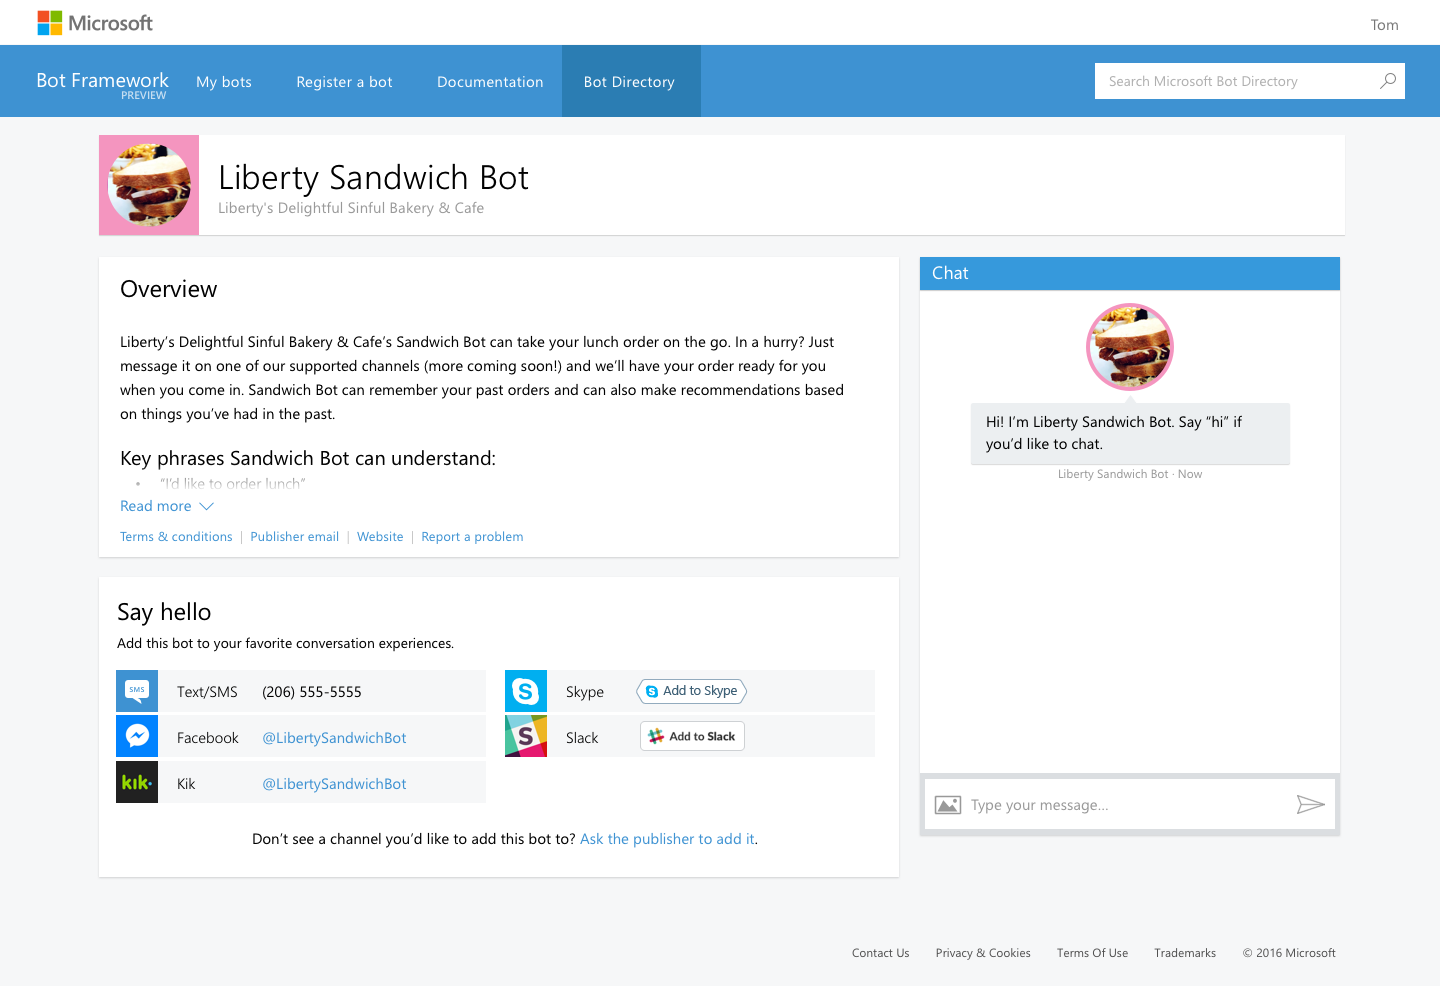 Microsoft
Tom
Bot Framework
PREVIEW
My bots
Register a bot
Documentation
Bot Directory
Search Microsoft Bot Directory
Liberty Sandwich Bot
Liberty's Delightful Sinful Bakery & Cafe
Overview
Liberty’s Delightful Sinful Bakery & Cafe’s Sandwich Bot can take your lunch order on the go. In a hurry? Just
message it on one of our supported channels (more coming soon!) and we’ll have your order ready for you
when you come in. Sandwich Bot can remember your past orders and can also make recommendations based
on things you’ve had in the past.
Key phrases Sandwich Bot can understand:
• “I’d like to order lunch”
Read more
Terms & conditions | Publisher email | Website | Report a problem
Say hello
Add this bot to your favorite conversation experiences.
SMS
Text/SMS (206) 555-5555
Facebook @LibertySandwichBot
kik
Kik @LibertySandwichBot
S
Skype
Add to Skype
S
Slack
Add to Slack
Don’t see a channel you’d like to add this bot to? Ask the publisher to add it.
Chat
Hi! I’m Liberty Sandwich Bot. Say “hi” if
you’d like to chat.
Liberty Sandwich Bot · Now
Type your message...
Contact Us
Privacy & Cookies
Terms Of Use
Trademarks
© 2016 Microsoft